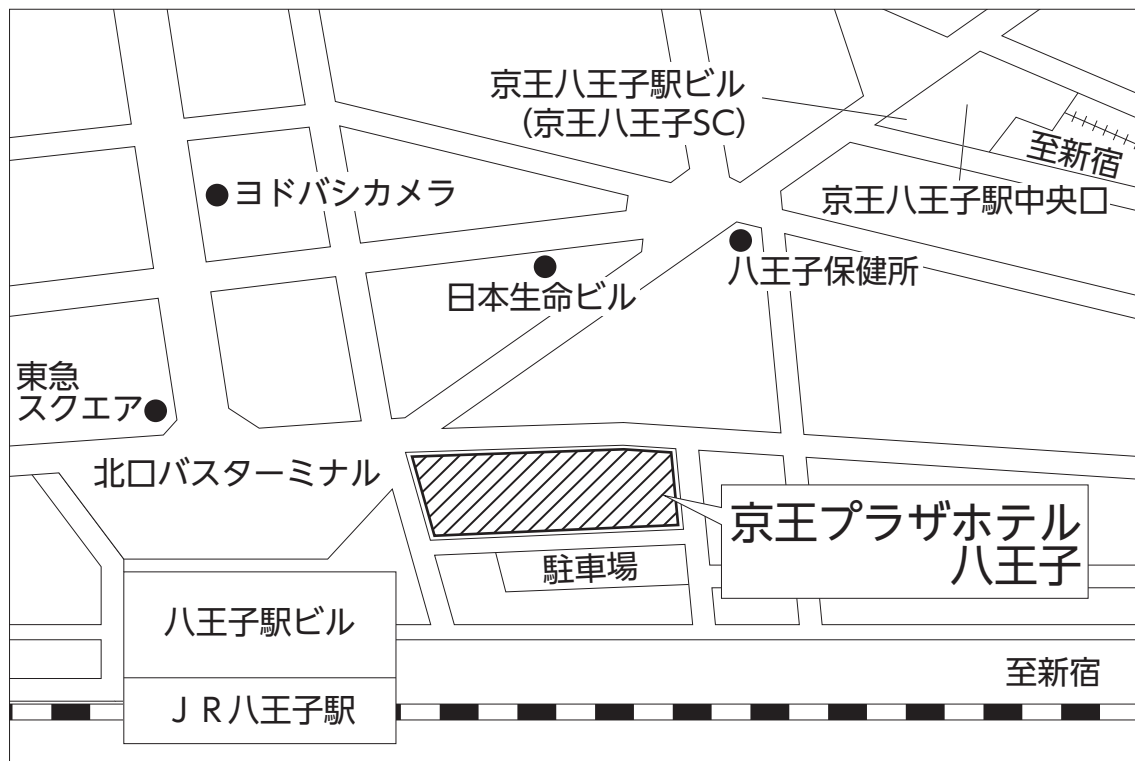 京王八王子駅ビル
(京王八王子SC)
至新宿
京王八王子駅中央口
ヨドバシカメラ
八王子保健所
日本生命ビル
東急
スクエア
北口バスターミナル
京王プラザホテル
八王子
駐車場
八王子駅ビル
至新宿
JR八王子駅